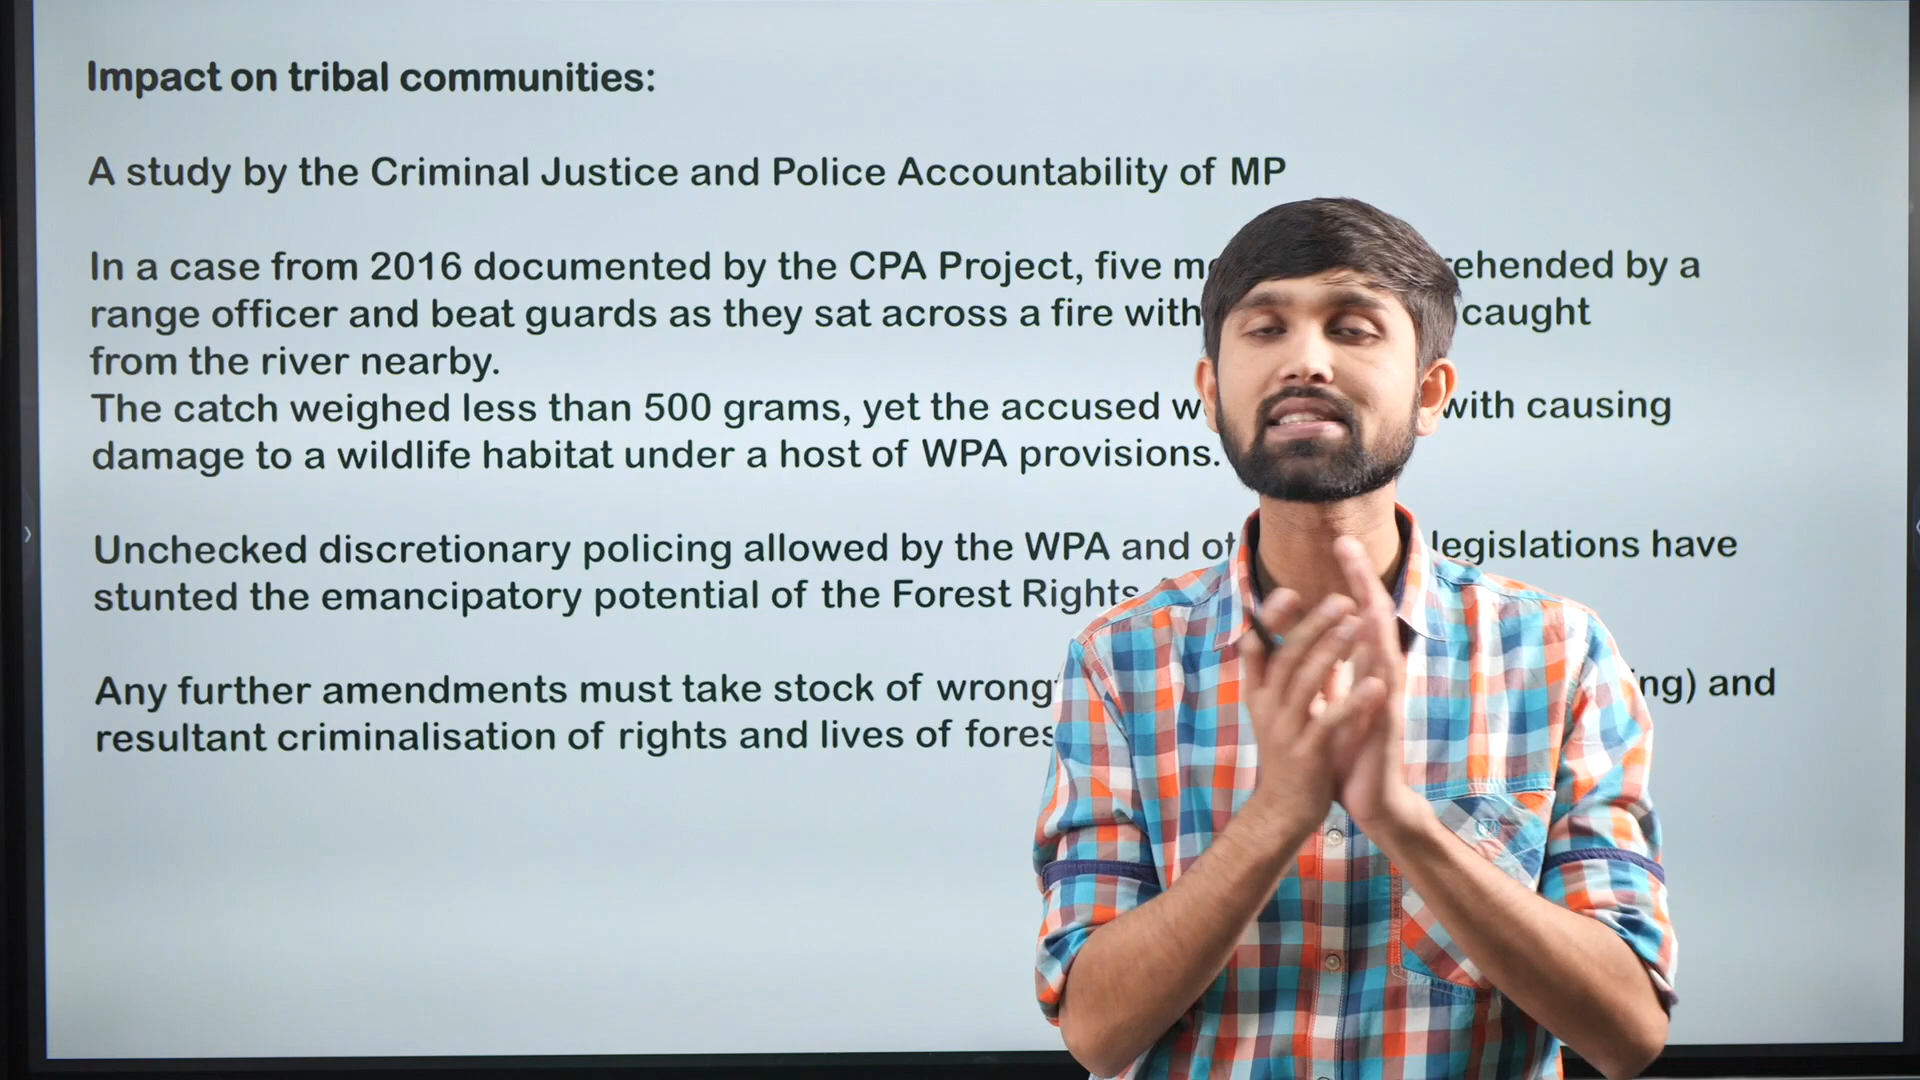 Impact on tribal communities:
A study by the Criminal Justice and Police Accountability of MP
In a case from 2016 documented by the CPA Project, five by a
range officer and beat guards as they sat across a fire with caught
from the river nearby.
The catch weighed less than 500 grams, yet the accused with causing
damage to a wildlife habitat under a host of WPA provisions.
Unchecked discretionary policing allowed by the WPA and legislations have
stunted the emancipatory potential of the Forest Rights
Any further amendments must take stock of and
resultant criminalisation of rights and lives of